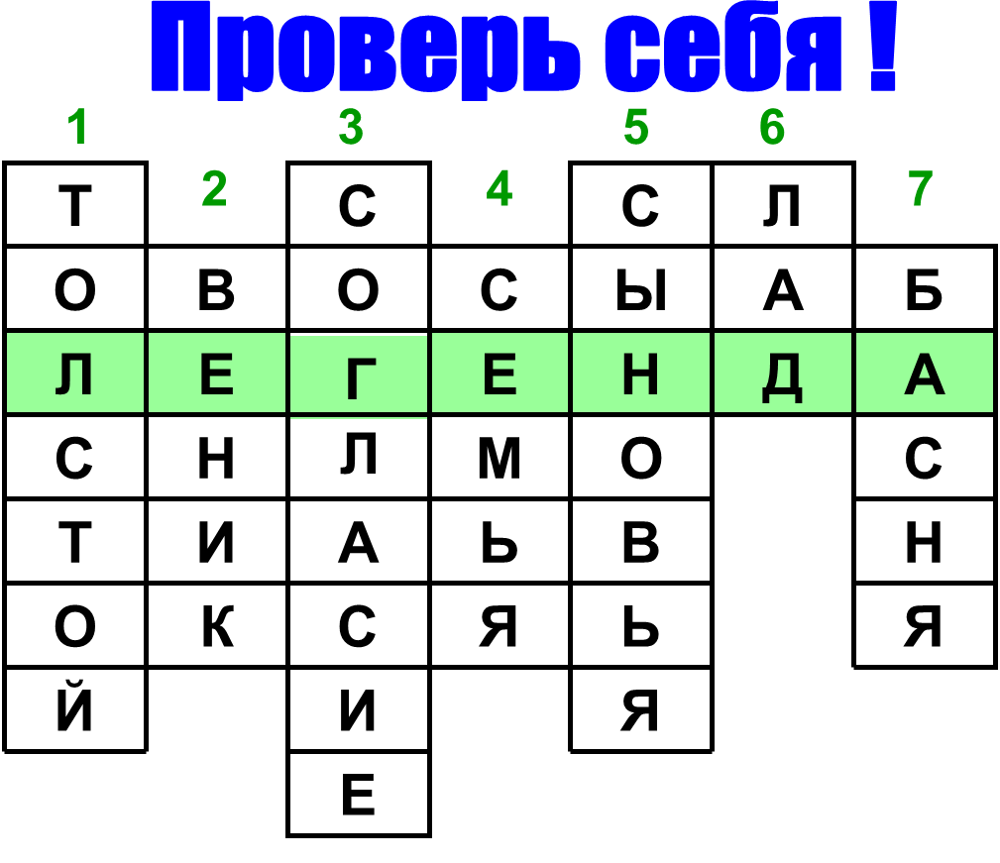 Проверь себя !
1 3 5 6
2 4 7
Т С С Л
О В О С Ы А Б
Л Е Г Е Н Д А
С Н Л М О С
Т И А Ь В Н
О К С Я Ь Я
Й И Я
Е